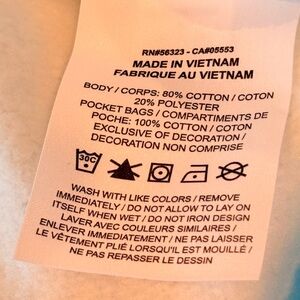 RN#56323 - CA#05553
MADE IN VIETNAM
FABRIQUE AU VIETNAM
BODY / CORPS: 80% COTTON / COTON
20% POLYESTER
POCKET BAGS / COMPARTIMENTS DE
POCHE: 100% COTTON / COTON
EXCLUSIVE OF DECORATION /
DECORATION NON COMPRISE
30C
WASH WITH LIKE COLORS / REMOVE
IMMEDIATELY / DO NOT ALLOW TO LAY ON
ITSELF WHEN WET / DO NOT IRON DESIGN
LAVER AVEC COULEURS SIMILAIRES /
ENLEVER IMMEDIATEMENT / NE PAS LAISSER
LE VÊTEMENT PLIÉ LORSQU'IL EST MOUILLÉ /
NE PAS REPASSER LE DESSIN